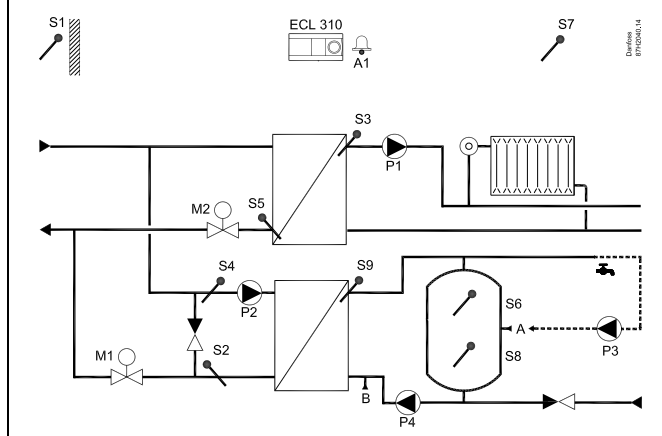 S1
ECL 310
A1
S7
Danfoss
87H2040.14
S3
P1
S5
M2
S4
P2
S9
S6
A
P3
S8
M1
S2
B
P4